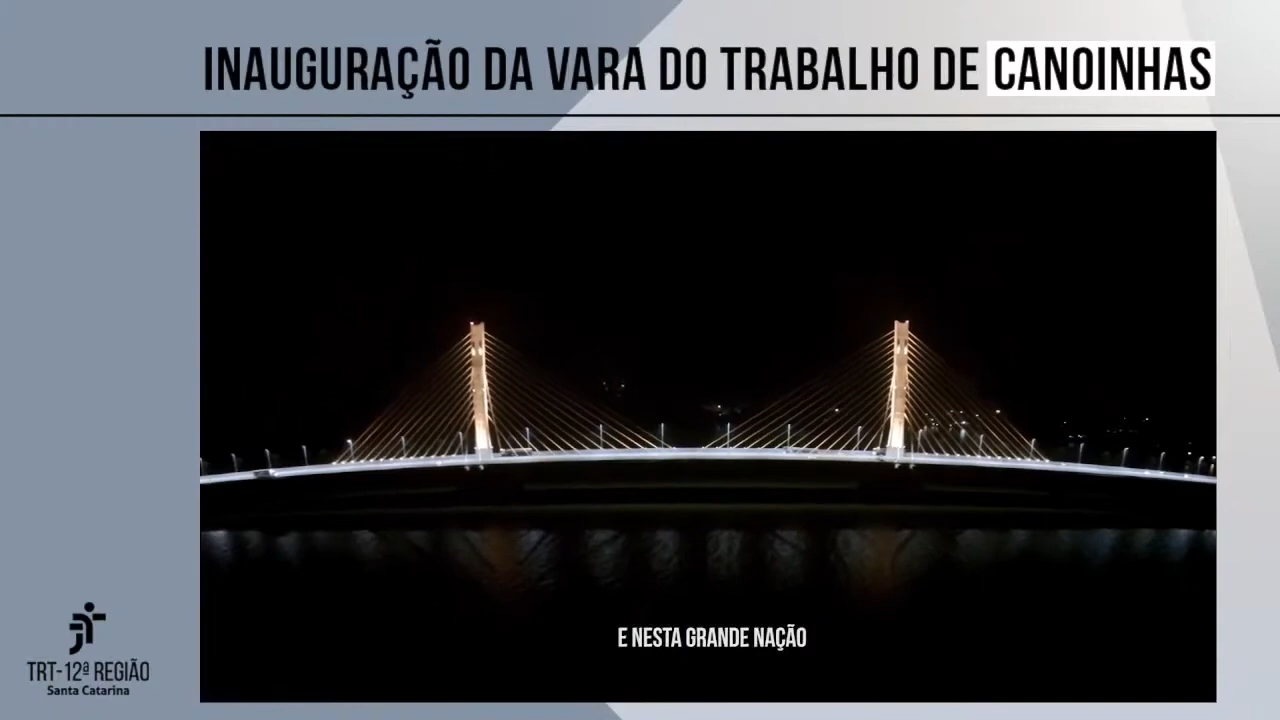 INAUGURAÇÃO DA VARA DO TRABALHO DE CANOINHAS
E NESTA GRANDE NAÇÃO
TRT-12ª REGIÃO
Santa Catarina